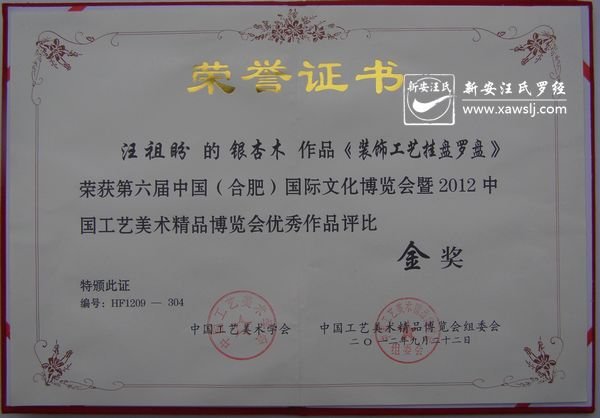 荣誉证书
新安汪氏
新安汪氏罗经
www.xawslj.com
汪祖盼 的 银杏木 作品《装饰工艺挂盘罗盘》
荣获第六届中国（合肥）国际文化博览会暨2012中
国工艺美术精品博览会优秀作品评比
金奖
特颁此证
编号：HF1209 — 304
中国工艺美术学会
中国工艺美术精品博览会组委会
二〇一二年九月二十二日